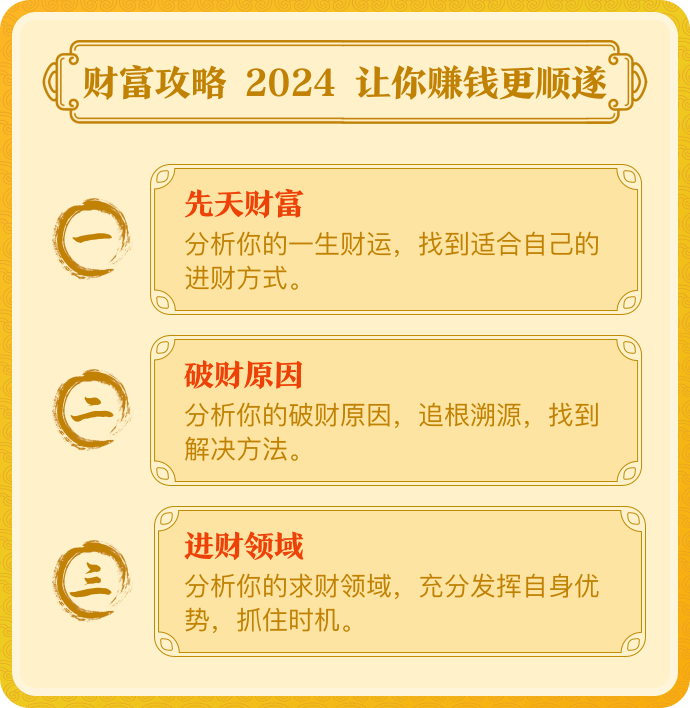 财富攻略 2024 让你赚钱更顺遂
一
先天财富
分析你的一生财运，找到适合自己的
进财方式。
二
破财原因
分析你的破财原因，追根溯源，找到
解决方法。
三
进财领域
分析你的求财领域，充分发挥自身优
势，抓住时机。